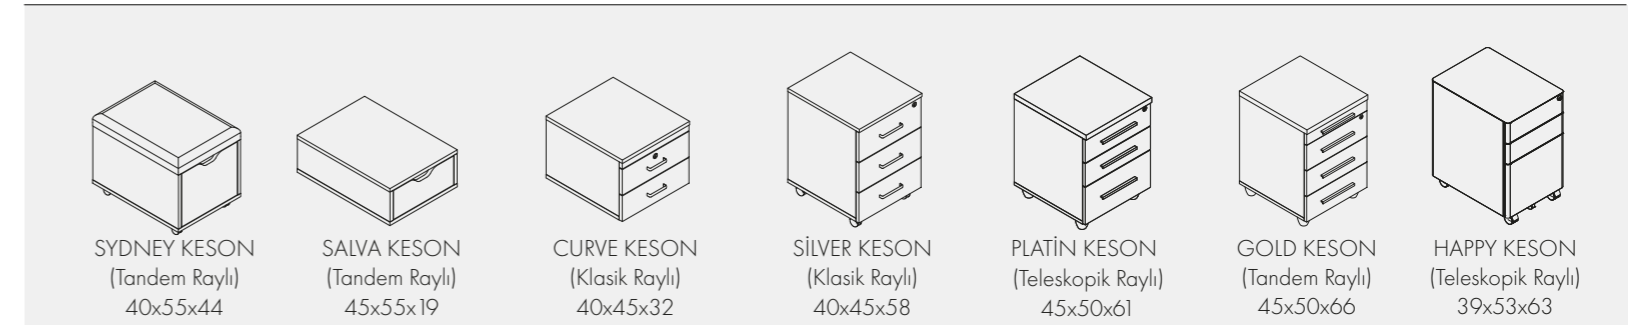 SYDNEY KESON
(Tandem Raylı)
40x55x44
SALVA KESON
(Tandem Raylı)
45x55x19
CURVE KESON
(Klasik Raylı)
40x45x32
SİLVER KESON
(Klasik Raylı)
40x45x58
PLATİN KESON
(Teleskopik Raylı)
45x50x61
GOLD KESON
(Tandem Raylı)
45x50x66
HAPPY KESON
(Teleskopik Raylı)
39x53x63